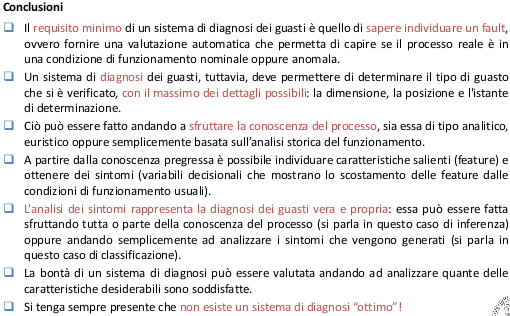 Conclusioni
Il requisito minimo di un sistema di diagnosi dei guasti è quello di sapere individuare un fault,
ovvero fornire una valutazione automatica che permetta di capire se il processo reale è in
una condizione di funzionamento nominale oppure anomala.
Un sistema di diagnosi dei guasti, tuttavia, deve permettere di determinare il tipo di guasto
che si è verificato, con il massimo dei dettagli possibili: la dimensione, la posizione e l'istante
di determinazione.
Ciò può essere fatto andando a sfruttare la conoscenza del processo, sia essa di tipo analitico,
euristico oppure semplicemente basata sull'analisi storica del funzionamento.
A partire dalla conoscenza pregressa è possibile individuare caratteristiche salienti (feature) e
ottenere dei sintomi (variabili decisionali che mostrano lo scostamento delle feature dalle
condizioni di funzionamento usuali).
L'analisi dei sintomi rappresenta la diagnosi dei guasti vera e propria: essa può essere fatta
sfruttando tutta o parte della conoscenza del processo (si parla in questo caso di inferenza)
oppure andando semplicemente ad analizzare i sintomi che vengono generati (si parla in
questo caso di classificazione).
La bontà di un sistema di diagnosi può essere valutata andando ad analizzare quante delle
caratteristiche desiderabili sono soddisfatte.
Si tenga sempre presente che non esiste un sistema di diagnosi "ottimo"!